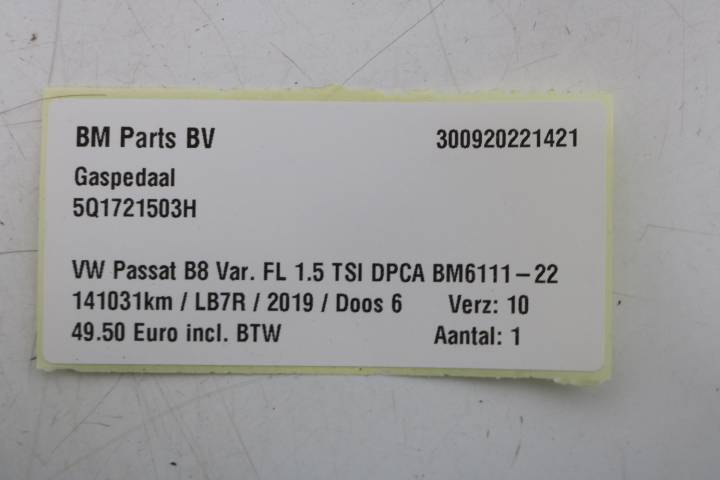 BM Parts BV 300920221421
Gaspedaal
5Q1721503H
VW Passat B8 Var. FL 1.5 TSI DPCA BM6111-22
141031km / LB7R / 2019 / Doos 6 Verz: 10
49.50 Euro incl. BTW Aantal: 1